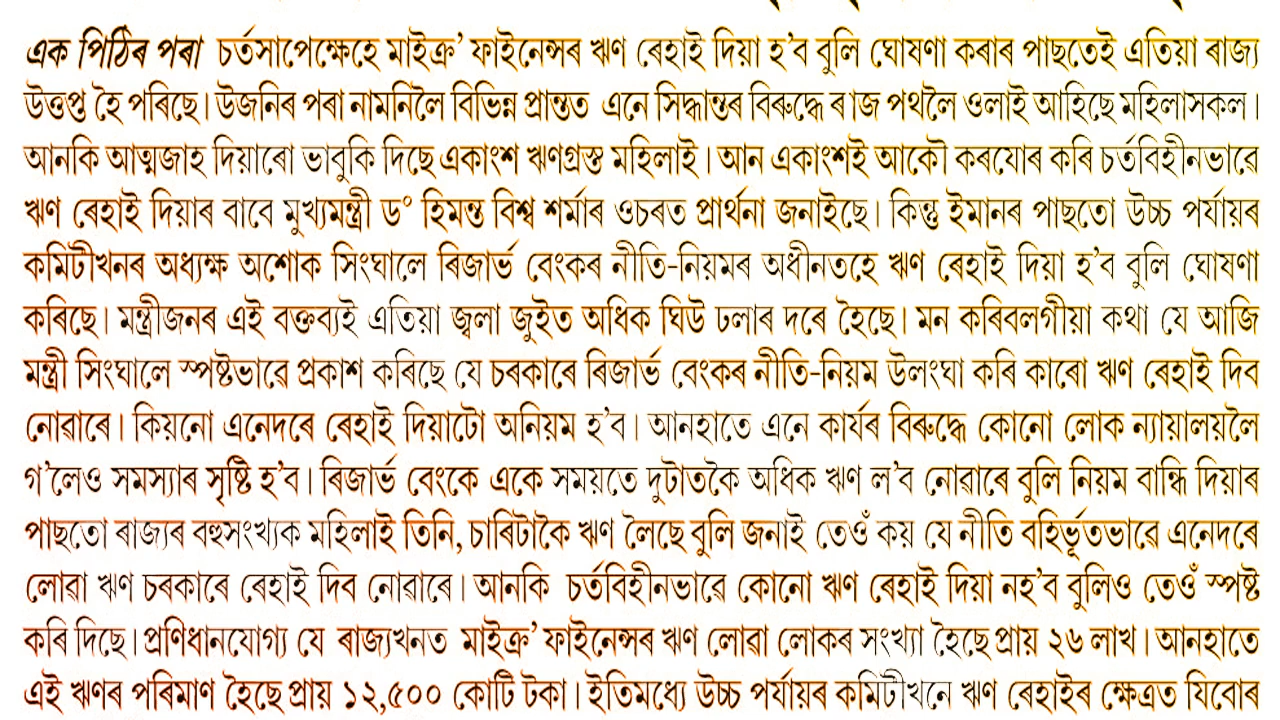 এক পিঠিৰ পৰা চৰ্তসাপেক্ষেহে মাইক্ৰ’ ফাইনেন্সৰ ঋণ ৰেহাই দিয়া হ’ব বুলি ঘোষণা কৰাৰ পাছতেই এতিয়া ৰাজ্য
উত্তপ্ত হৈ পৰিছে। উজনিৰ পৰা নামনিলৈ বিভিন্ন প্ৰান্তত এনে সিদ্ধান্তৰ বিৰুদ্ধে ৰাজ পথলৈ ওলাই আহিছে মহিলাসকল।
আনকি আত্মজাহ দিয়াৰো ভাবুকি দিছে একাংশ ঋণগ্ৰস্ত মহিলাই। আন একাংশই আকৌ কৰযোৰ কৰি চৰ্তবিহীনভাৱে
ঋণ ৰেহাই দিয়াৰ বাবে মুখ্যমন্ত্ৰী ড° হিমন্ত বিশ্ব শৰ্মাৰ ওচৰত প্ৰাৰ্থনা জনাইছে। কিন্তু ইমানৰ পাছতো উচ্চ পৰ্যায়ৰ
কমিটীখনৰ অধ্যক্ষ অশোক সিংঘালে ৰিজাৰ্ভ বেংকৰ নীতি-নিয়মৰ অধীনতহে ঋণ ৰেহাই দিয়া হ’ব বুলি ঘোষণা
কৰিছে। মন্ত্ৰীজনৰ এই বক্তব্যই এতিয়া জ্বলা জুইত অধিক ঘিউ ঢলাৰ দৰে হৈছে। মন কৰিবলগীয়া কথা যে আজি
মন্ত্ৰী সিংঘালে স্পষ্টভাৱে প্ৰকাশ কৰিছে যে চৰকাৰে ৰিজাৰ্ভ বেংকৰ নীতি-নিয়ম উলংঘা কৰি কাৰো ঋণ ৰেহাই দিব
নোৱাৰে। কিয়নো এনেদৰে ৰেহাই দিয়াটো অনিয়ম হ’ব। আনহাতে এনে কাৰ্যৰ বিৰুদ্ধে কোনো লোক ন্যায়ালয়লৈ
গ’লেও সমস্যাৰ সৃষ্টি হ’ব। ৰিজাৰ্ভ বেংকে একে সময়তে দুটাতকৈ অধিক ঋণ ল’ব নোৱাৰে বুলি নিয়ম বান্ধি দিয়াৰ
পাছতো ৰাজ্যৰ বহুসংখ্যক মহিলাই তিনি, চাৰিটাকৈ ঋণ লৈছে বুলি জনাই তেওঁ কয় যে নীতি বহিৰ্ভূতভাৱে এনেদৰে
লোৱা ঋণ চৰকাৰে ৰেহাই দিব নোৱাৰে। আনকি চৰ্তবিহীনভাৱে কোনো ঋণ ৰেহাই দিয়া নহ’ব বুলিও তেওঁ স্পষ্ট
কৰি দিছে। প্ৰণিধানযোগ্য যে ৰাজ্যখনত মাইক্ৰ’ ফাইনেন্সৰ ঋণ লোৱা লোকৰ সংখ্যা হৈছে প্ৰায় ২৬ লাখ। আনহাতে
এই ঋণৰ পৰিমাণ হৈছে প্ৰায় ১২,৫০০ কোটি টকা। ইতিমধ্যে উচ্চ পৰ্যায়ৰ কমিটীখনে ঋণ ৰেহাইৰ ক্ষেত্ৰত যিবোৰ